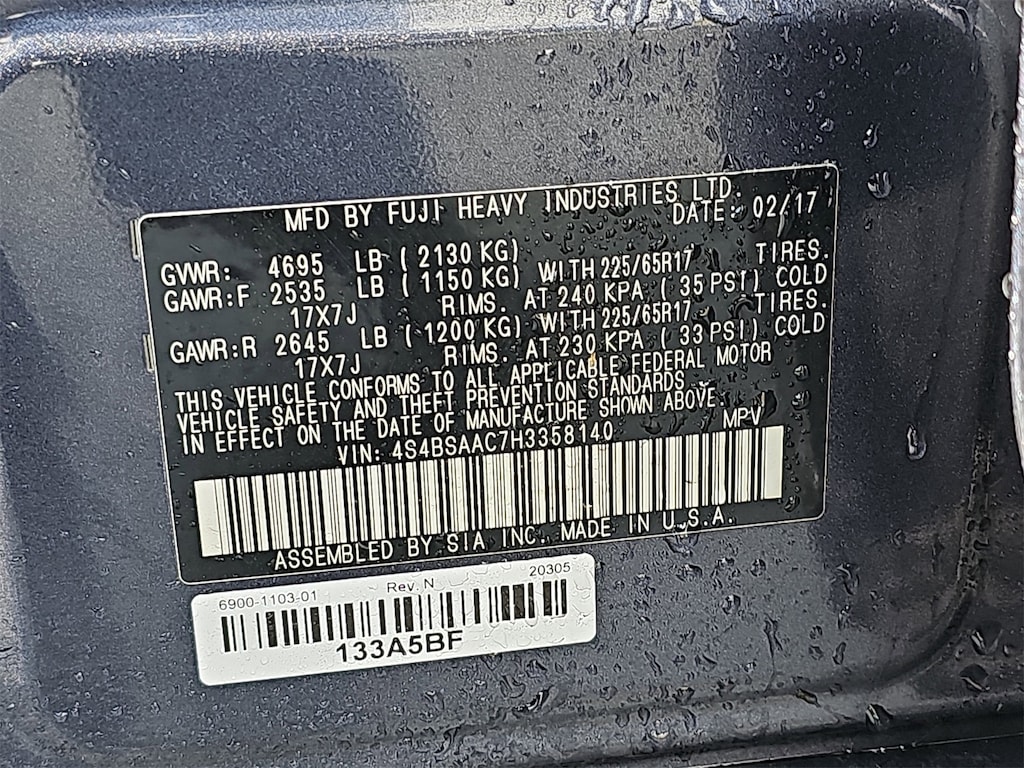 MFD BY FUJI HEAVY INDUSTRIES LTD.
DATE: 02/17
GVWR: 4695 LB ( 2130 KG)
GAWR:F 2535 LB ( 1150 KG) WITH 225/65R17 TIRES.
17X7J RIMS. AT 240 KPA ( 35 PSI) COLD
GAWR:R 2645 LB ( 1200 KG) WITH 225/65R17 TIRES.
17X7J RIMS. AT 230 KPA ( 33 PSI) COLD
THIS VEHICLE CONFORMS TO ALL APPLICABLE FEDERAL MOTOR
VEHICLE SAFETY AND THEFT PREVENTION STANDARDS
IN EFFECT ON THE DATE OF MANUFACTURE SHOWN ABOVE.
VIN: 4S4BSAAC7H3358140 MPV
ASSEMBLED BY SIA INC. MADE IN U.S.A.
6900-1103-01 Rev. N 20305
133A5BF